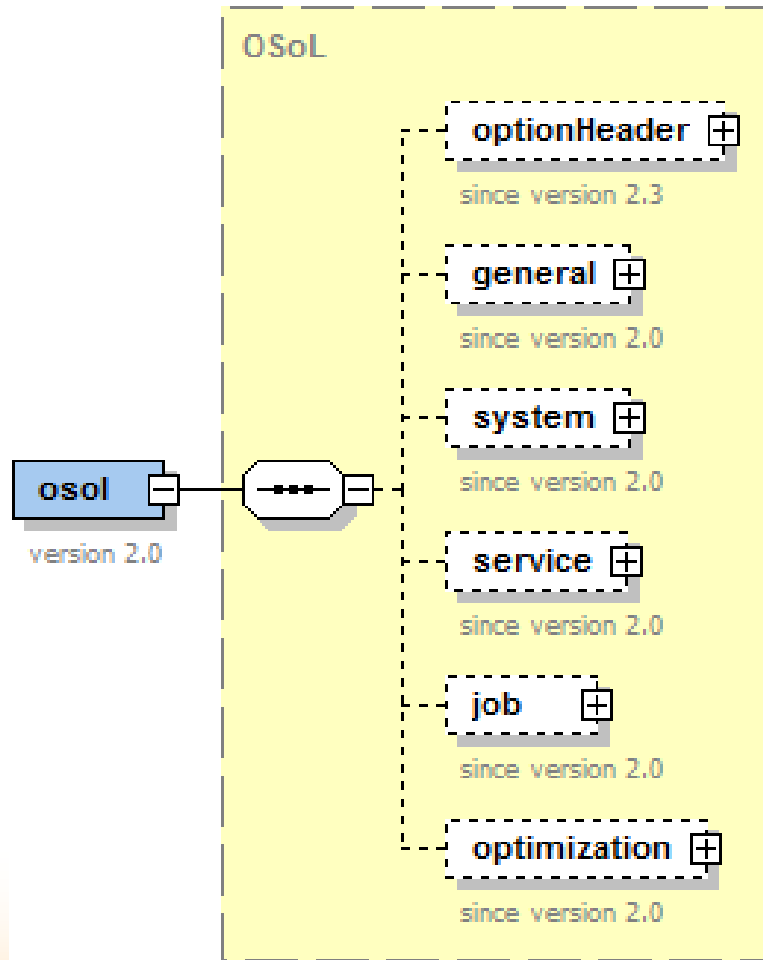 OSoL
optionHeader
since version 2.3
general
since version 2.0
system
since version 2.0
osol
version 2.0
service
since version 2.0
job
since version 2.0
optimization
since version 2.0